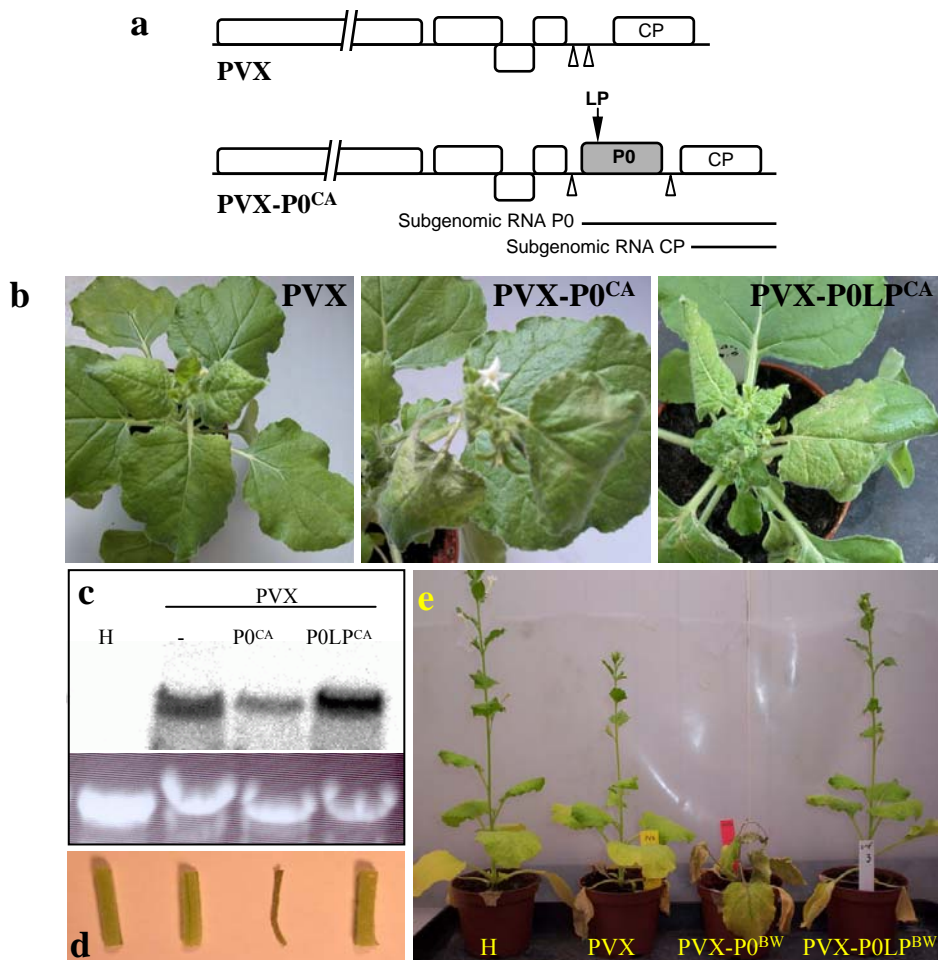 a
CP
PVX
LP
P0
CP
PVX-P0CA
Subgenomic RNA P0
Subgenomic RNA CP
b
PVX
PVX-P0CA
PVX-P0LPCA
c
PVX
H
-
P0CA
P0LPCA
d
e
3
H
PVX
PVX-P0BW
PVX-P0LPBW